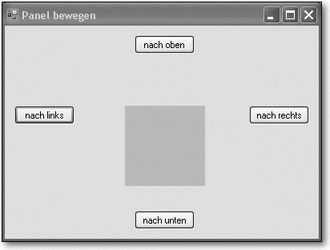 Panel bewegen
nach oben
nach links
nach rechts
nach unten